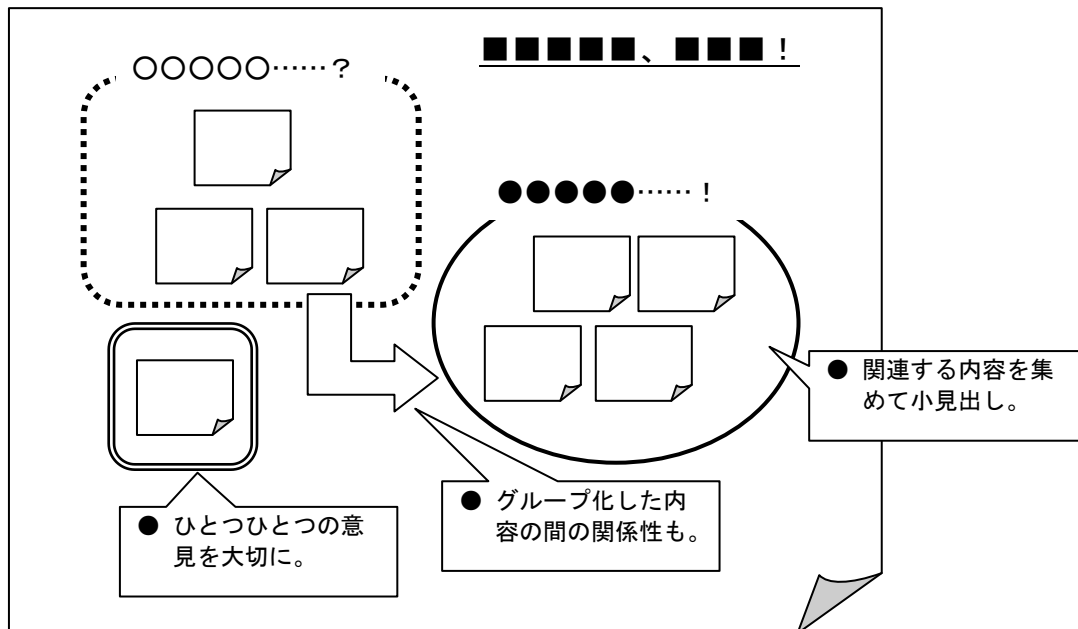 ■■■■■、■■■！
○○○○○……？
●●●●●……！
● 関連する内容を集
めて小見出し。
● グループ化した内
容の間の関係性も。
● ひとつひとつの意
見を大切に。